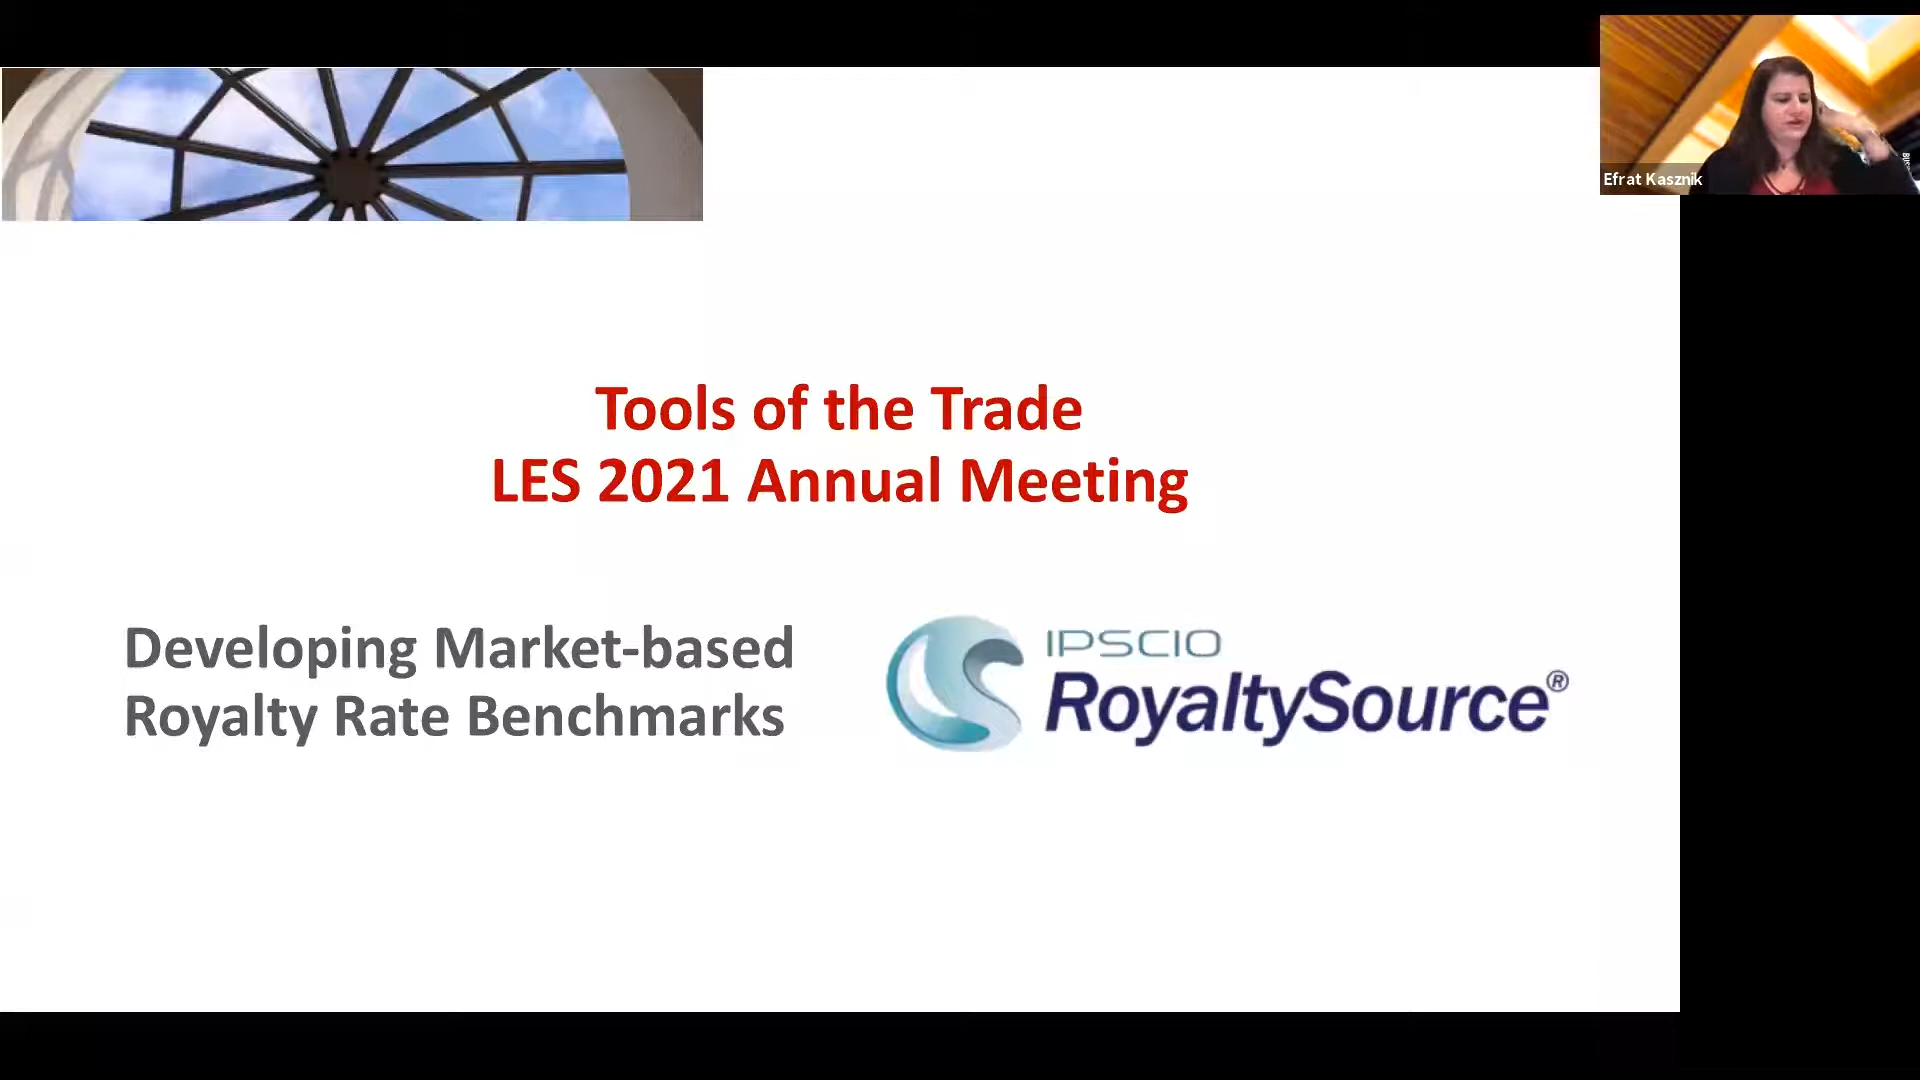 Efrat Kasznik
Tools of the Trade
LES 2021 Annual Meeting
Developing Market-based
Royalty Rate Benchmarks
IPSCIO
RoyaltySource®